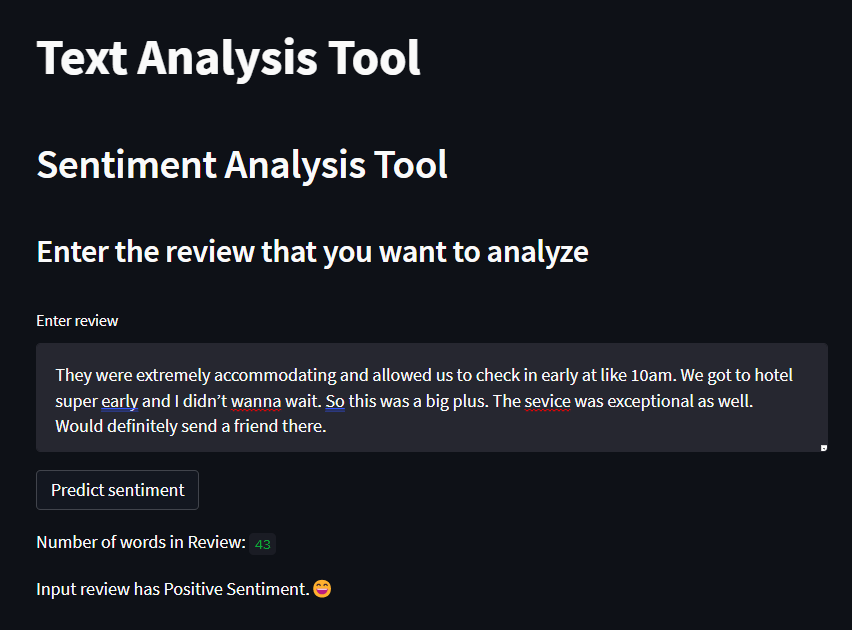 Text Analysis Tool
Sentiment Analysis Tool
Enter the review that you want to analyze
Enter review
They were extremely accommodating and allowed us to check in early at like 10am. We got to hotel
super early and I didn’t wanna wait. So this was a big plus. The sevice was exceptional as well.
Would definitely send a friend there.
Predict sentiment
Number of words in Review: 43
Input review has Positive Sentiment. 😄